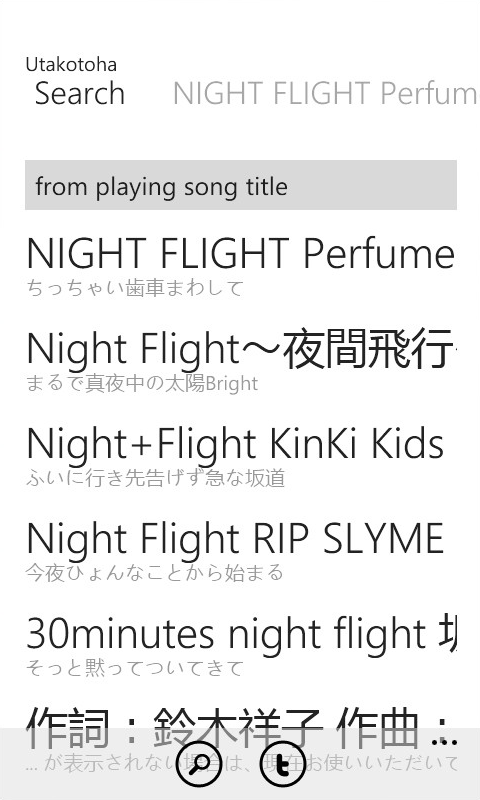 Utakotoha
Search NIGHT FLIGHT Perfum
from playing song title
NIGHT FLIGHT Perfume
ちっちゃい歯車まわして
Night Flight〜夜間飛行
まるで真夜中の太陽Bright
Night+Flight KinKi Kids
ふいに行き先告げず急な坂道
Night Flight RIP SLYME
今夜ひょんなことから始まる
30minutes night flight
そっと黙ってついてきて
作詞：鈴木祥子 作曲：
... が表示されない場合は、現在お使いいただいて